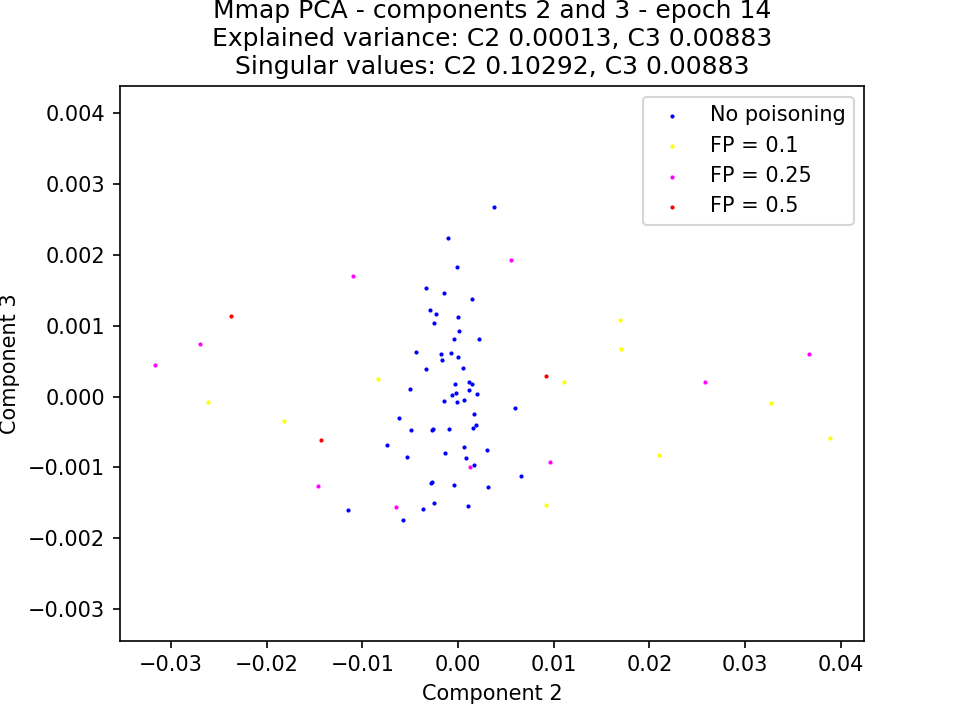 Mmap PCA - components 2 and 3 - epoch 14
Explained variance: C2 0.00013, C3 0.00883
Singular values: C2 0.10292, C3 0.00883
No poisoning
FP = 0.1
FP = 0.25
FP = 0.5
0.004
0.003
0.002
0.001
0.000
−0.001
−0.002
−0.003
Component 3
−0.03
−0.02
−0.01
0.00
0.01
0.02
0.03
0.04
Component 2